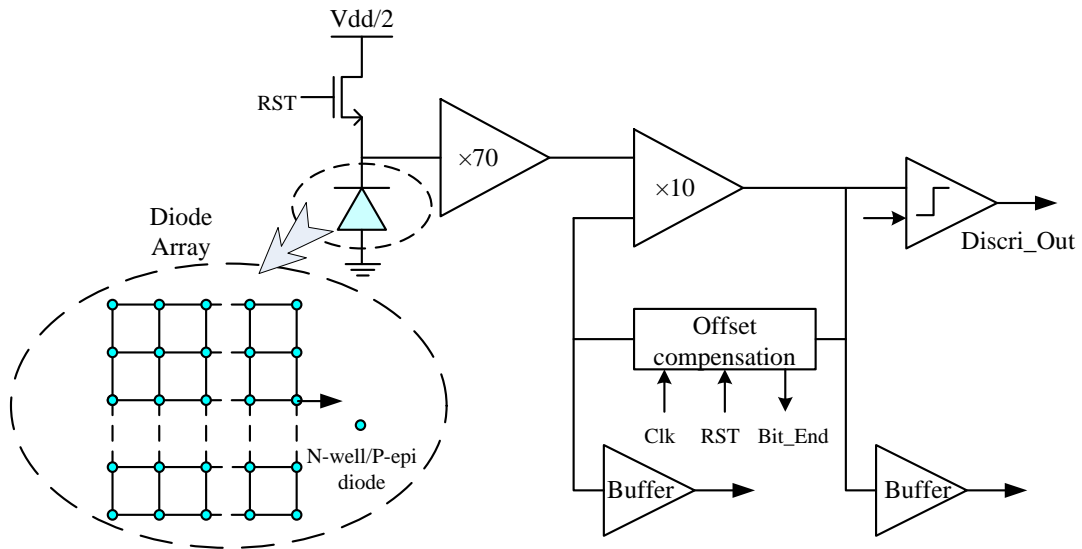 Vdd/2
RST
×70
×10
Diode
Array
Discri_Out
Offset
compensation
Clk
RST
Bit_End
N-well/P-epi
diode
Buffer
Buffer